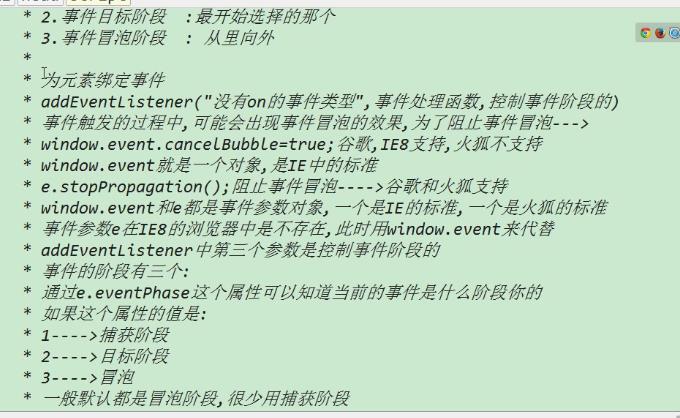 * 2.事件目标阶段  :最开始选择的那个
* 3.事件冒泡阶段  : 从里向外
*
* 为元素绑定事件
* addEventListener("没有on的事件类型",事件处理函数,控制事件阶段的)
* 事件触发的过程中,可能会出现事件冒泡的效果,为了阻止事件冒泡--->
* window.event.cancelBubble=true;谷歌,IE8支持,火狐不支持
* window.event就是一个对象,是IE中的标准
* e.stopPropagation();阻止事件冒泡---->谷歌和火狐支持
* window.event和e都是事件参数对象,一个是IE的标准,一个是火狐的标准
* 事件参数e在IE8的浏览器中是不存在,此时用window.event来代替
* addEventListener中第三个参数是控制事件阶段的
* 事件的阶段有三个:
* 通过e.eventPhase这个属性可以知道当前的事件是什么阶段你的
* 如果这个属性的值是:
* 1---->捕获阶段
* 2---->目标阶段
* 3---->冒泡
* 一般默认都是冒泡阶段,很少用捕获阶段